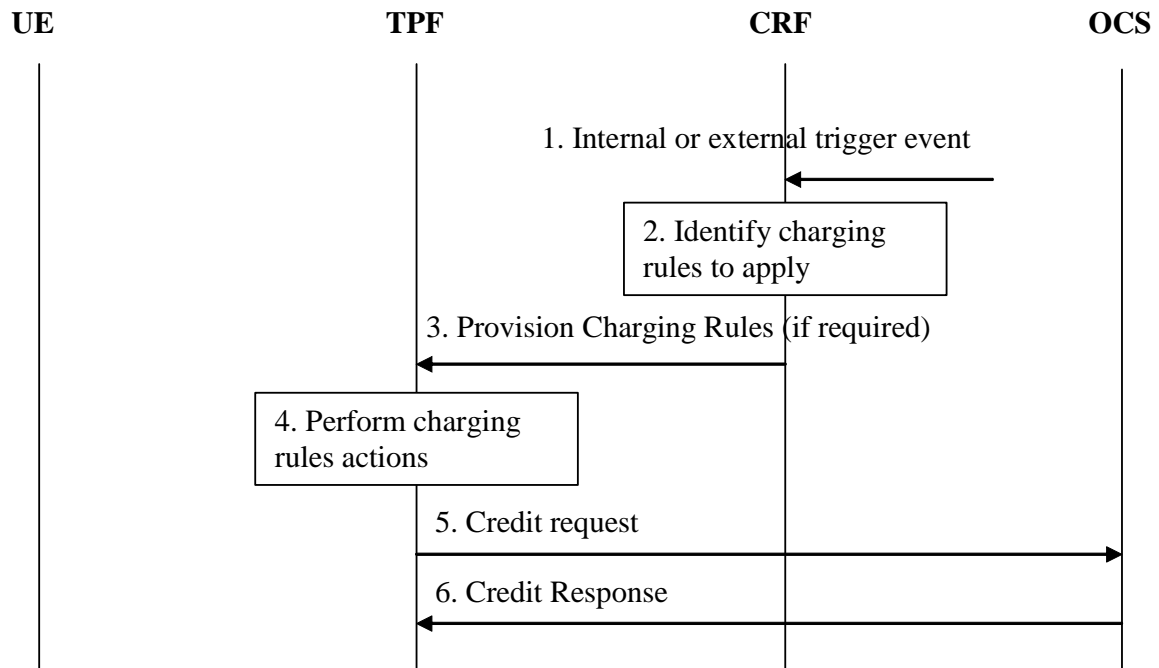 UE TPF CRF OCS
1. Internal or external trigger event
2. Identify charging
rules to apply
3. Provision Charging Rules (if required)
4. Perform charging
rules actions
5. Credit request
6. Credit Response